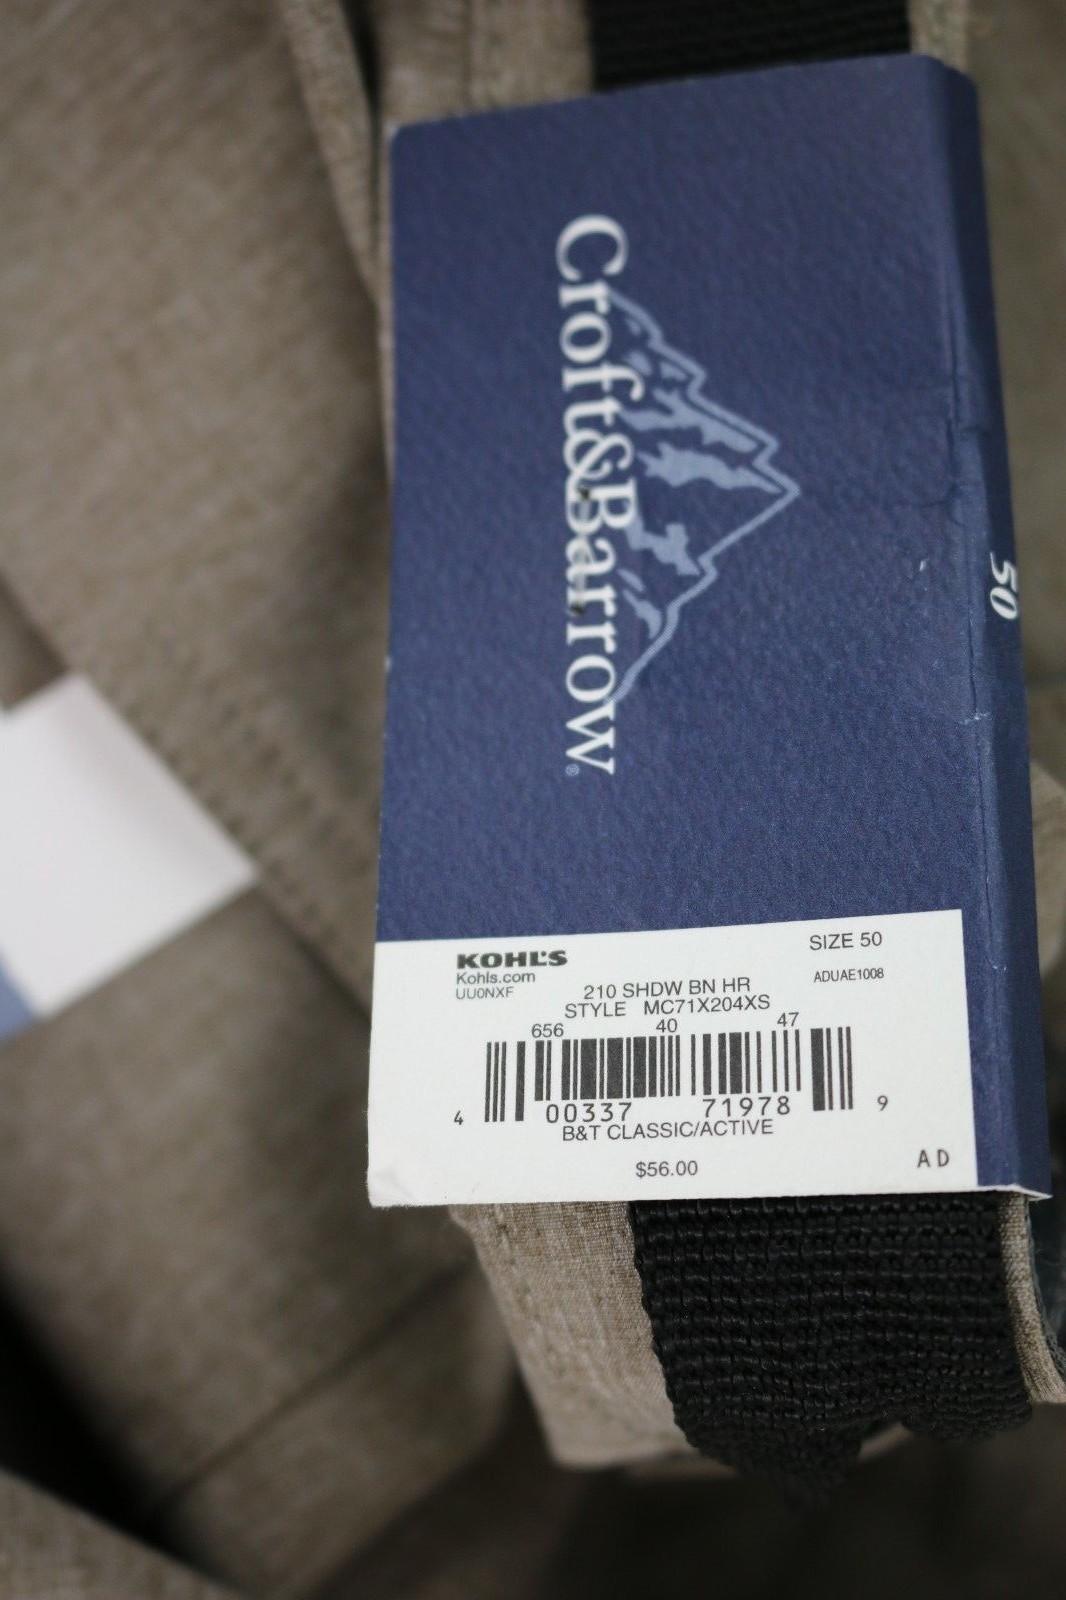 Croft&Barrow®
50
KOHL'S
Kohls.com
UU0NXF
SIZE 50
ADUAE1008
210 SHDW BN HR
STYLE MC71X204XS
656 40 47
4 00337 71978 9
B&T CLASSIC/ACTIVE
$56.00
AD